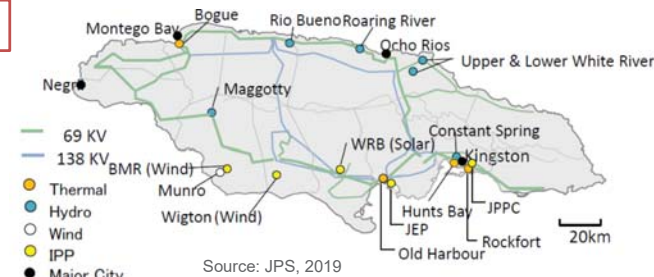 Bogue
Montego Bay
Rio Bueno
Roaring River
Ocho Rios
Upper & Lower White River
Negril
Maggotty
69 KV
138 KV
WRB (Solar)
Constant Spring
Kingston
BMR (Wind)
Munro
Wigton (Wind)
Thermal
Hydro
Wind
IPP
Major City
Hunts Bay
JPPC
JEP
Rockfort
Old Harbour
20km
Source: JPS, 2019